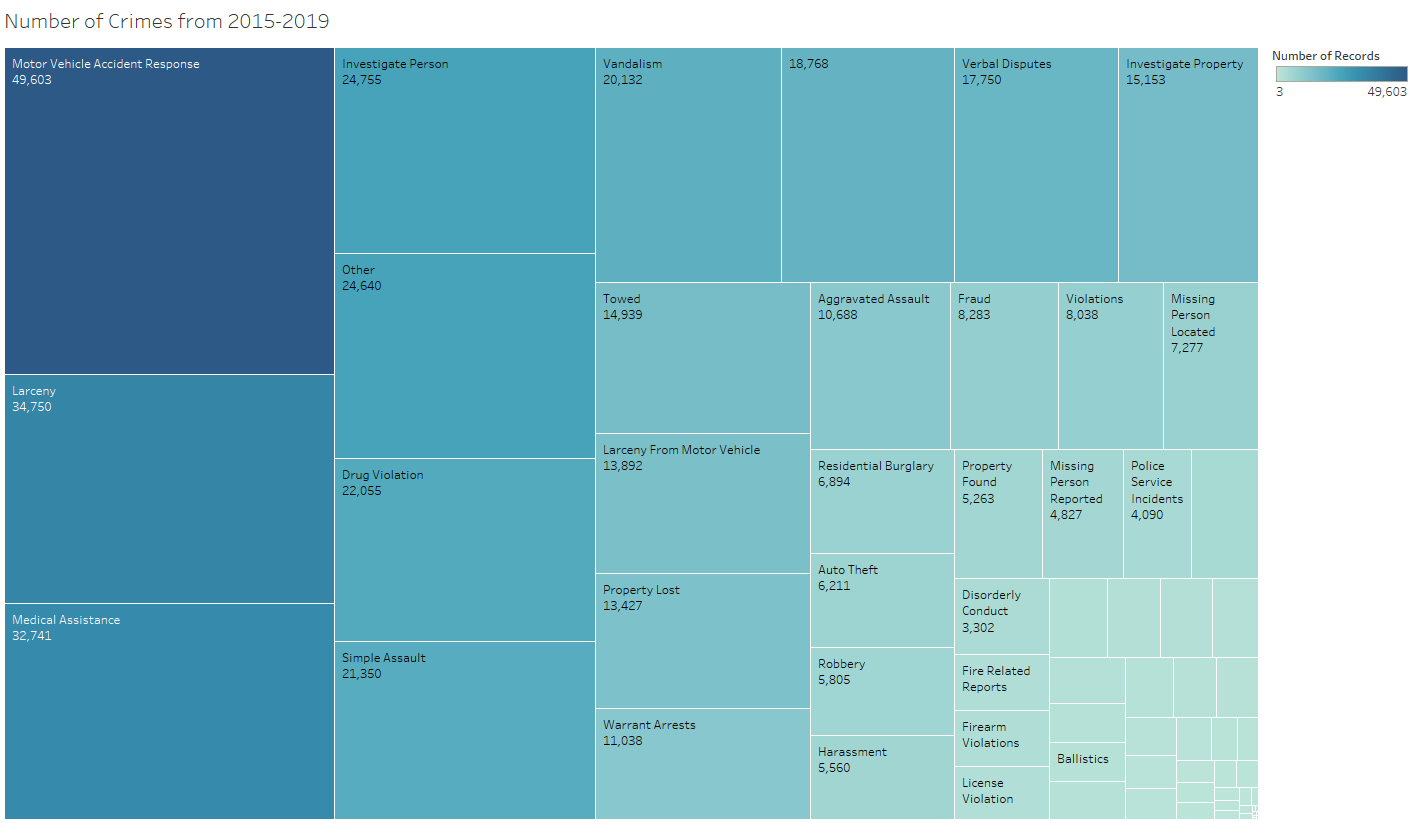 Number of Crimes from 2015-2019
Motor Vehicle Accident Response
49,603
Larceny
34,750
Medical Assistance
32,741
Investigate Person
24,755
Other
24,640
Drug Violation
22,055
Simple Assault
21,350
Vandalism
20,132
18,768
Verbal Disputes
17,750
Investigate Property
15,153
Towed
14,939
Larceny From Motor Vehicle
13,892
Property Lost
13,427
Warrant Arrests
11,038
Aggravated Assault
10,688
Fraud
8,283
Violations
8,038
Missing
Person
Located
7,277
Residential Burglary
6,894
Auto Theft
6,211
Robbery
5,805
Harassment
5,560
Property
Found
5,263
Missing
Person
Reported
4,827
Police
Service
Incidents
4,090
Disorderly
Conduct
3,302
Fire Related
Reports
Firearm
Violations
License
Violation
Ballistics
Number of Records
3 49,603